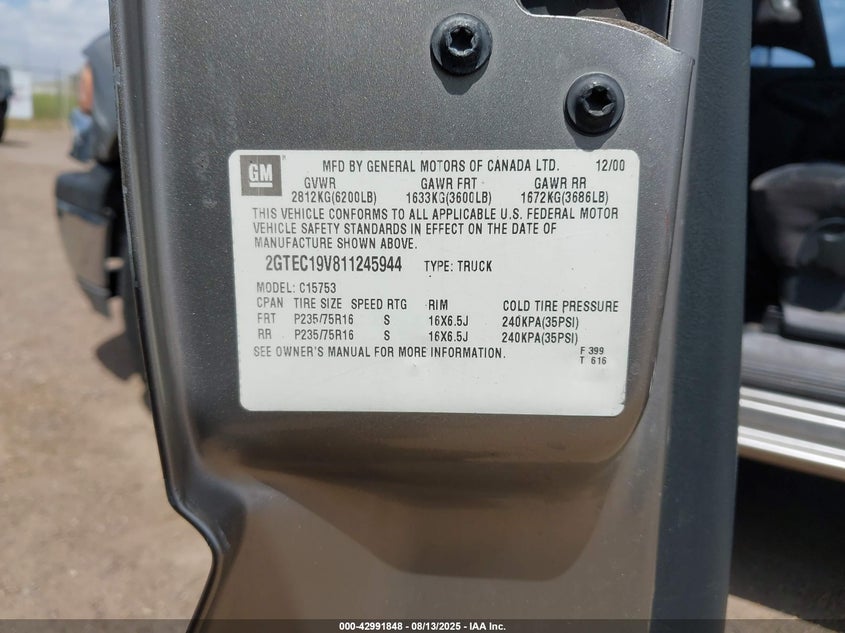 GM MFD BY GENERAL MOTORS OF CANADA LTD. 12/00
GVWR GAWR FRT GAWR RR
2812KG(6200LB) 1633KG(3600LB) 1672KG(3686LB)
THIS VEHICLE CONFORMS TO ALL APPLICABLE U.S. FEDERAL MOTOR
VEHICLE SAFETY STANDARDS IN EFFECT ON THE DATE OF
MANUFACTURE SHOWN ABOVE.
2GTEC19V811245944 TYPE: TRUCK
MODEL: C15753
CPAN TIRE SIZE SPEED RTG RIM COLD TIRE PRESSURE
FRT P235/75R16 S 16X6.5J 240KPA(35PSI)
RR P235/75R16 S 16X6.5J 240KPA(35PSI)
SEE OWNER'S MANUAL FOR MORE INFORMATION. F 399
T 616
000-42991848 - 08/13/2025 - IAA Inc.